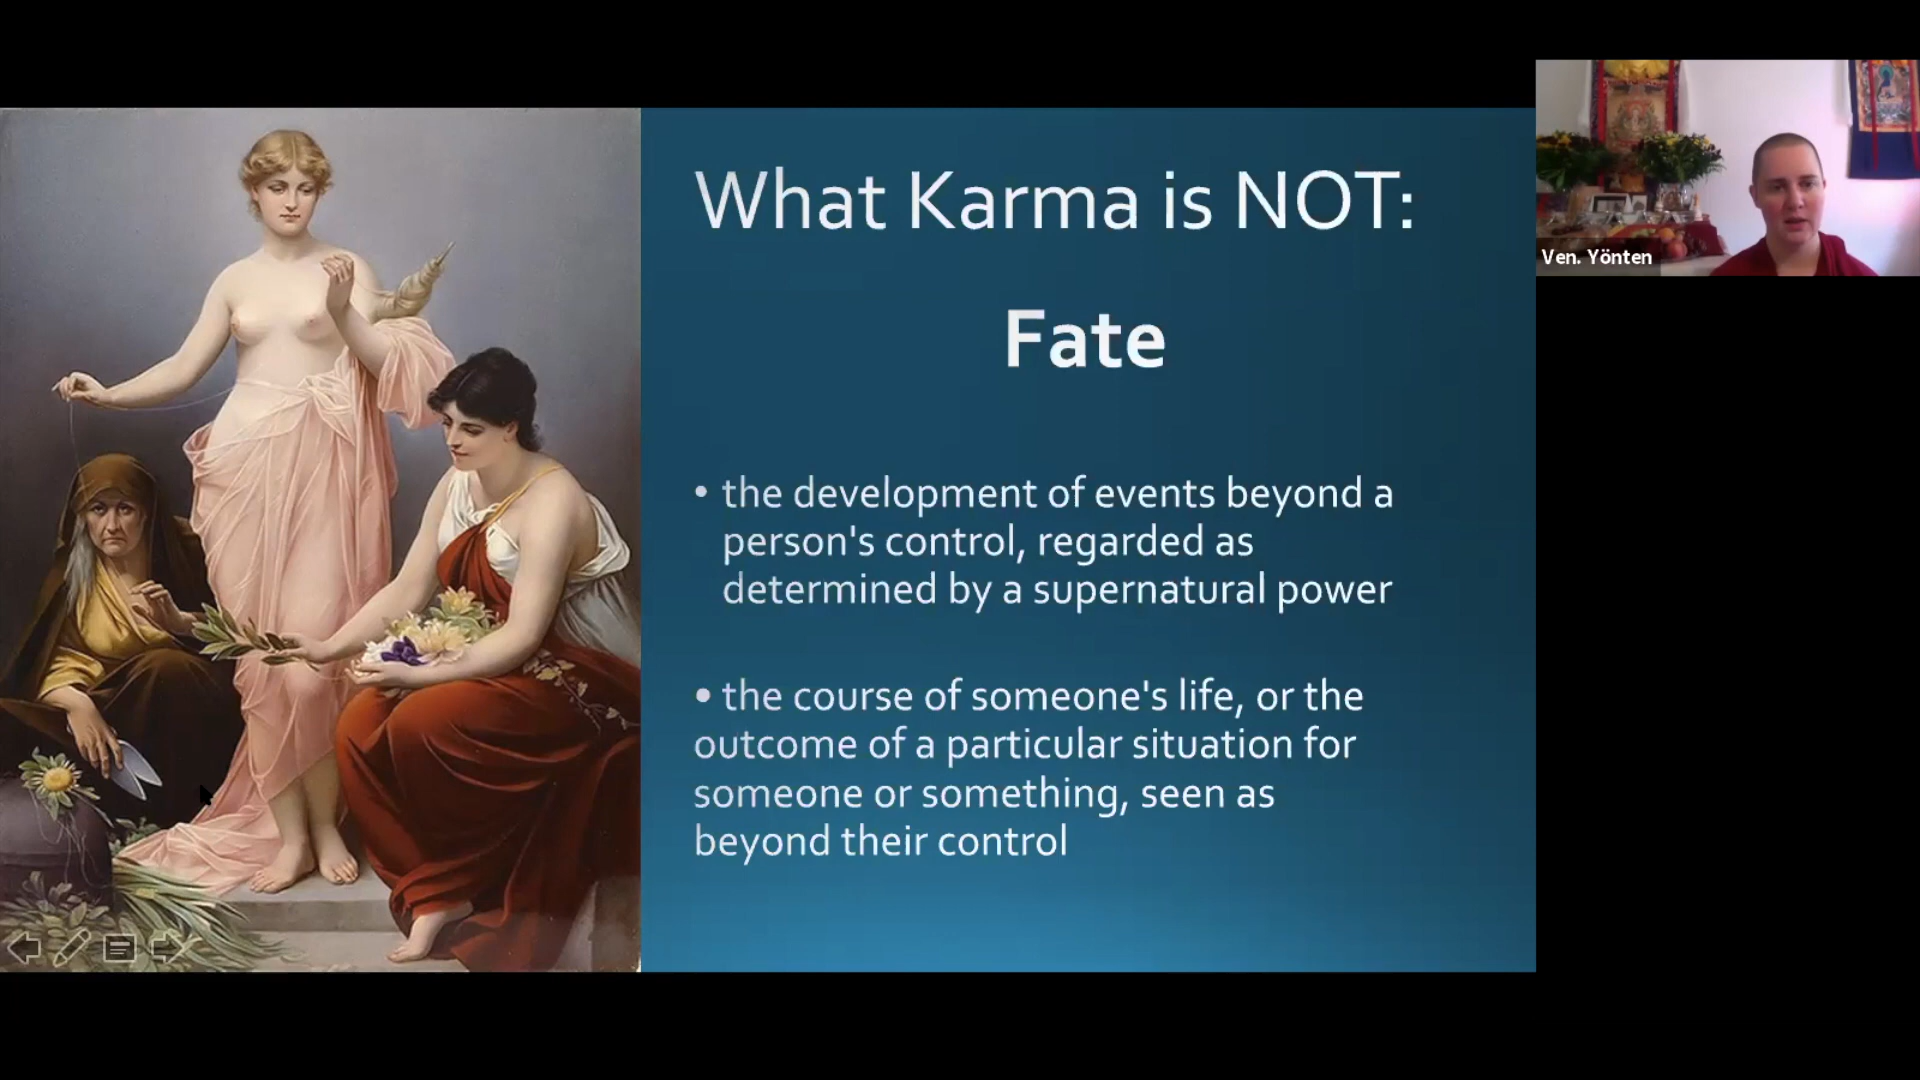 What Karma is NOT:
Fate
• the development of events beyond a
person's control, regarded as
determined by a supernatural power
• the course of someone's life, or the
outcome of a particular situation for
someone or something, seen as
beyond their control
Ven. Yönten